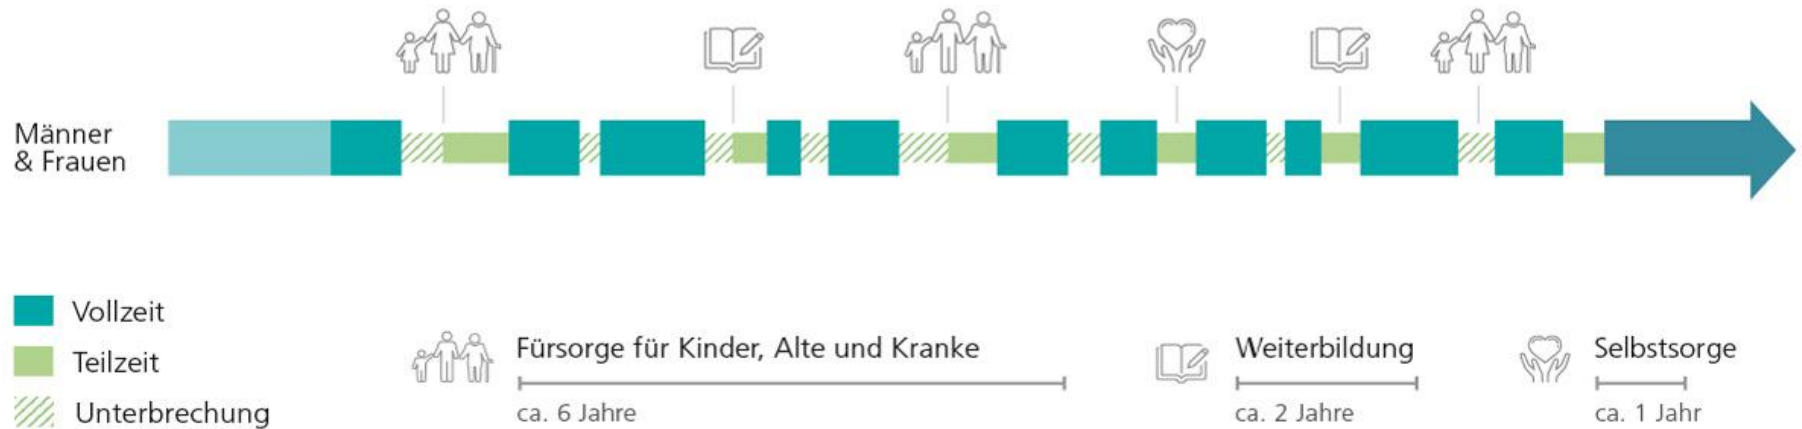 Männer
& Frauen
Vollzeit
Teilzeit
Unterbrechung
Fürsorge für Kinder, Alte und Kranke
ca. 6 Jahre
Weiterbildung
ca. 2 Jahre
Selbstsorge
ca. 1 Jahr